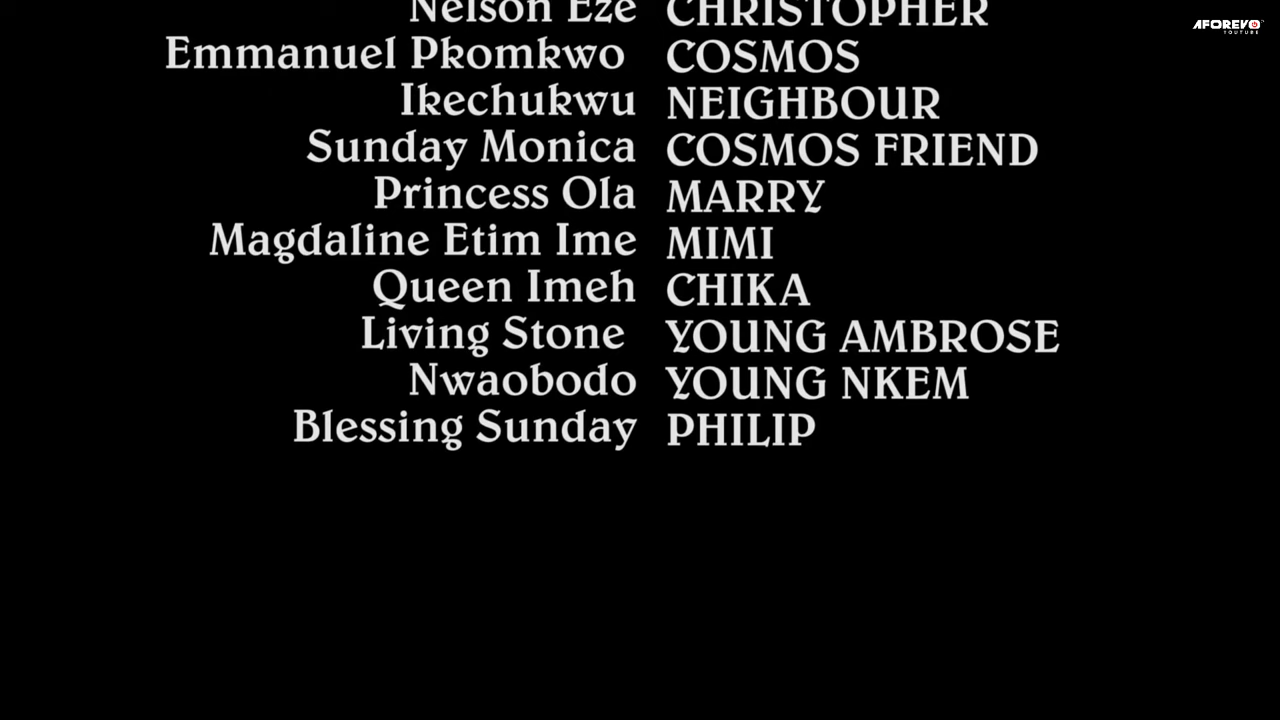 Nelson Eze CHRISTOPHER
AFOREVO
YOUTUBE
Emmanuel Pkomkwo COSMOS
Ikechukwu NEIGHBOUR
Sunday Monica COSMOS FRIEND
Princess Ola MARRY
Magdaline Etim Ime MIMI
Queen Imeh CHIKA
Living Stone YOUNG AMBROSE
Nwaobodo YOUNG NKEM
Blessing Sunday PHILIP